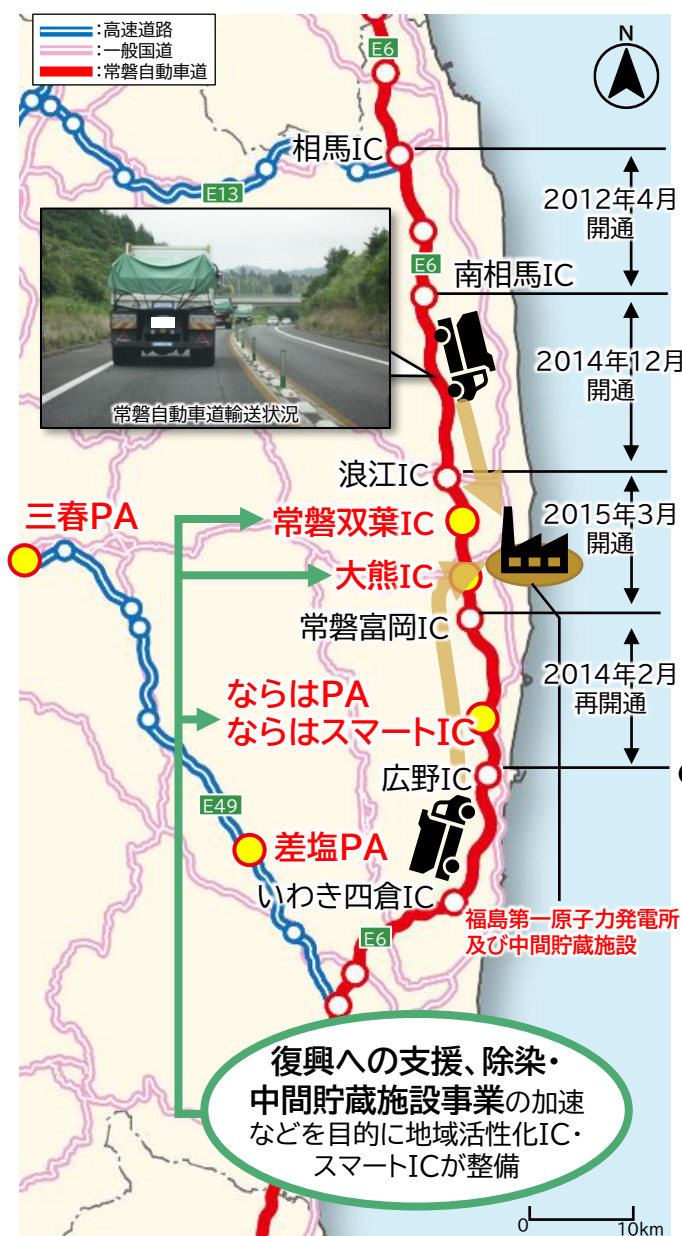 :高速道路
:一般国道
:常磐自動車道
N
E6
相馬IC
E13
2012年4月
開通
E6
南相馬IC
2014年12月
開通
常磐自動車道輸送状況
浪江IC
三春PA
常磐双葉IC
2015年3月
開通
大熊IC
常磐富岡IC
ならはPA
ならはスマートIC
2014年2月
再開通
広野IC
E49
差塩PA
いわき四倉IC
福島第一原子力発電所
及び中間貯蔵施設
E6
復興への支援、除染・
中間貯蔵施設事業の加速
などを目的に地域活性化IC・
スマートICが整備
0 10km